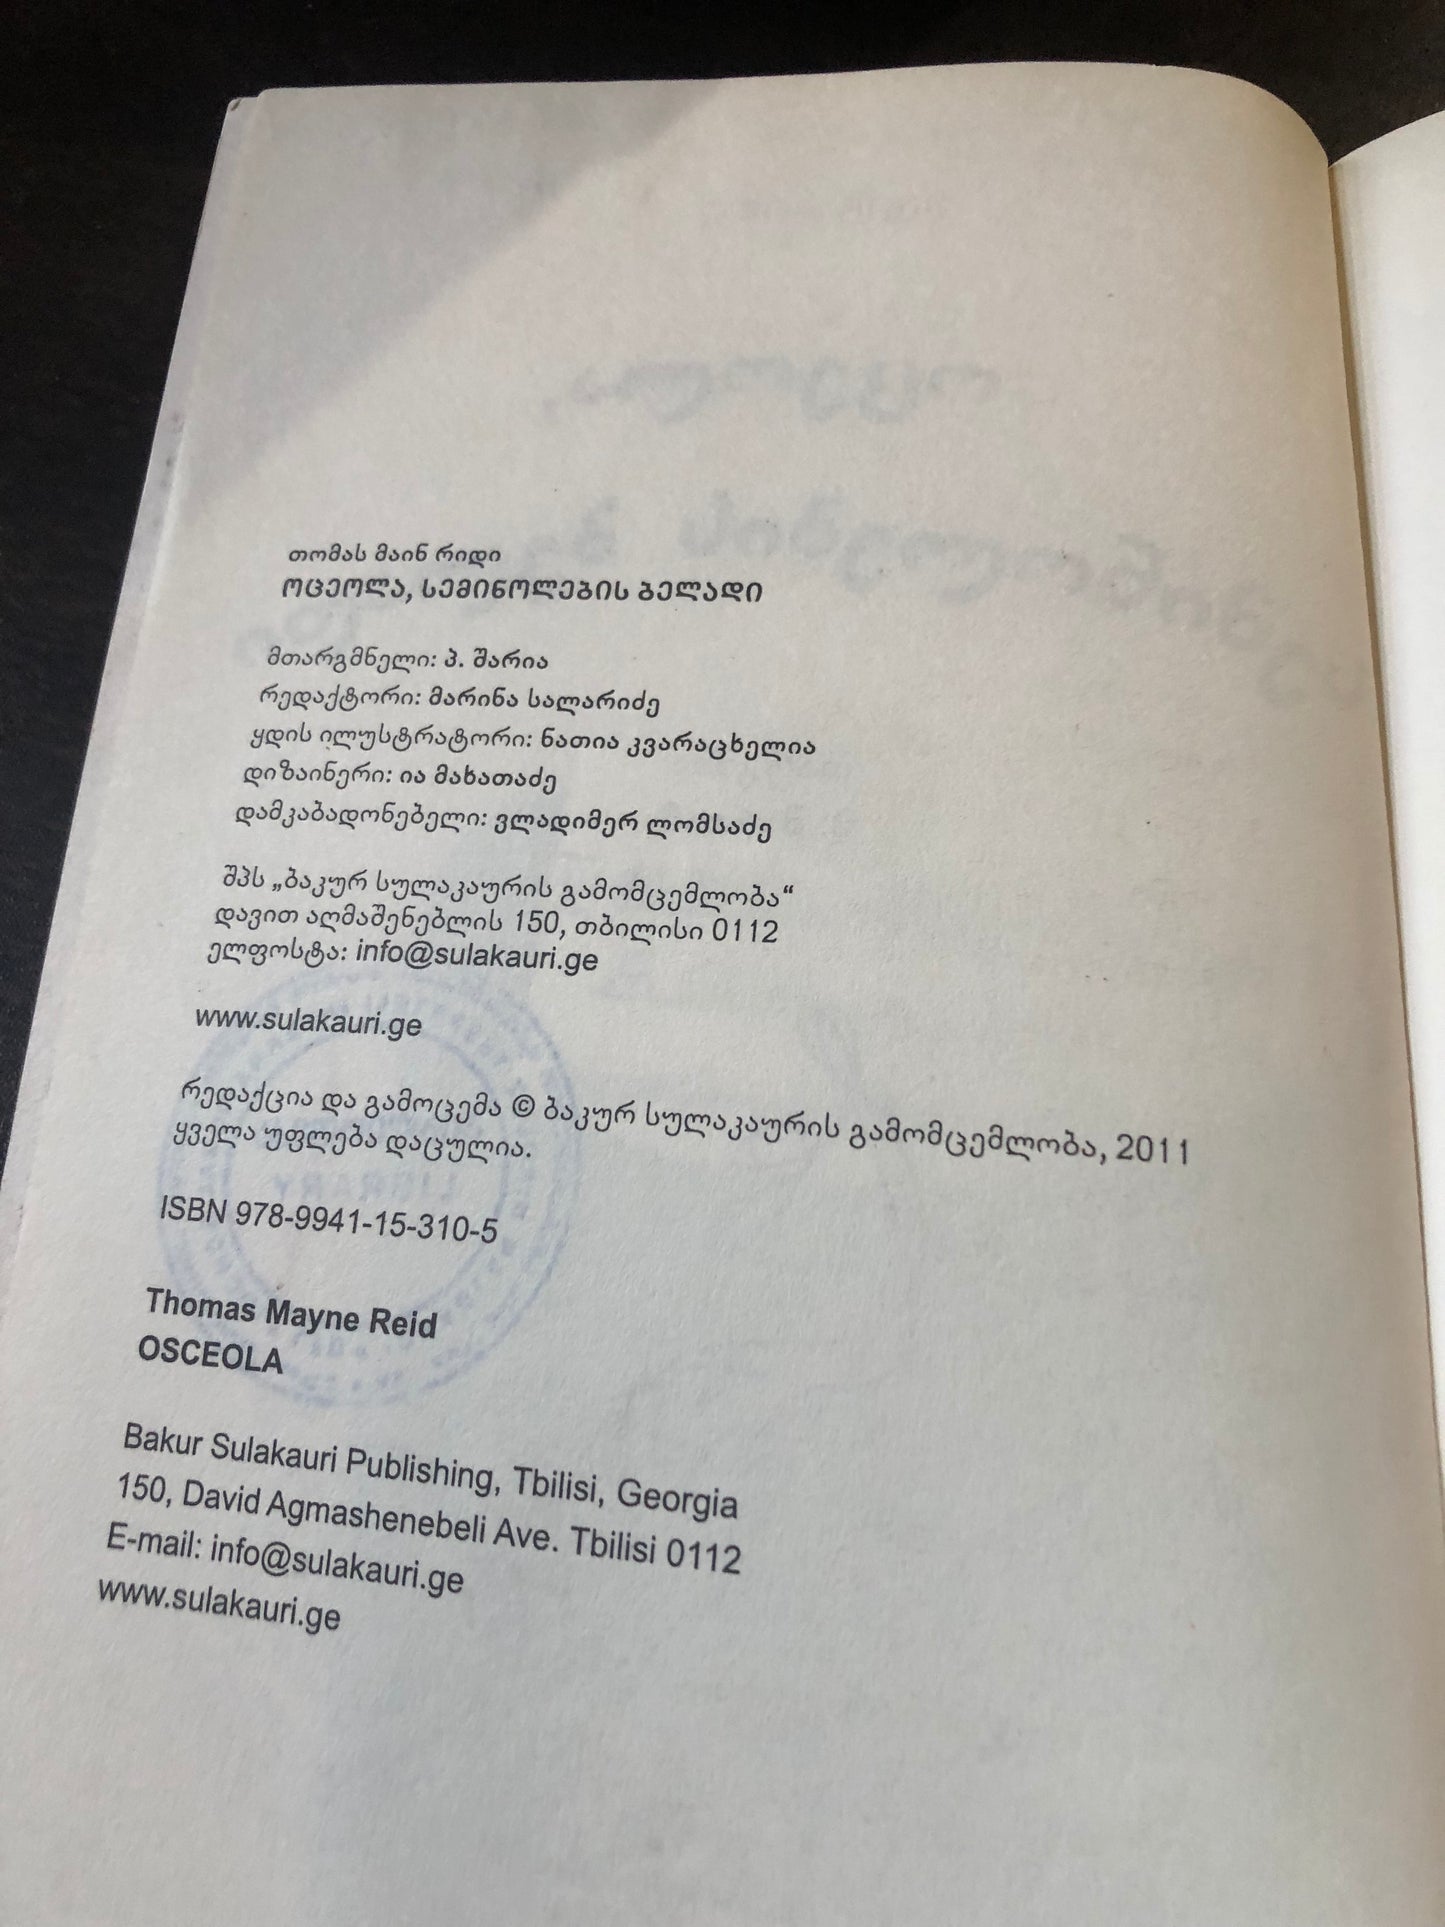 თომას მაინ რიდი
ოცეოლა, სემინოლების ბელადი
მთარგმნელი: პ. შარია
რედაქტორი: მარინა სალარიძე
ყდის ილუსტრატორი: ნათია კვარაცხელია
დიზაინერი: ია მახათაძე
დამკაბადონებელი: ვლადიმერ ლომსაძე
შპს „ბაკურ სულაკაურის გამომცემლობა“
დავით აღმაშენებლის 150, თბილისი 0112
ელფოსტა: info@sulakauri.ge
www.sulakauri.ge
რედაქცია და გამოცემა © ბაკურ სულაკაურის გამომცემლობა, 2011
ყველა უფლება დაცულია.
ISBN 978-9941-15-310-5
Thomas Mayne Reid
OSCEOLA
Bakur Sulakauri Publishing, Tbilisi, Georgia
150, David Agmashenebeli Ave. Tbilisi 0112
E-mail: info@sulakauri.ge
www.sulakauri.ge